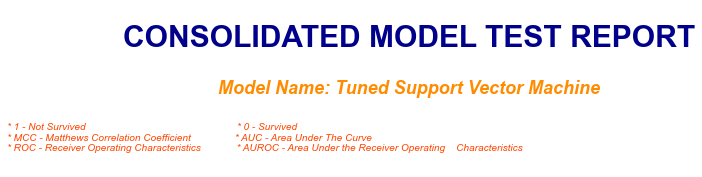 CONSOLIDATED MODEL TEST REPORT
Model Name: Tuned Support Vector Machine
* 1 - Not Survived * 0 - Survived
* MCC - Matthews Correlation Coefficient * AUC - Area Under The Curve
* ROC - Receiver Operating Characteristics * AUROC - Area Under the Receiver Operating Characteristics